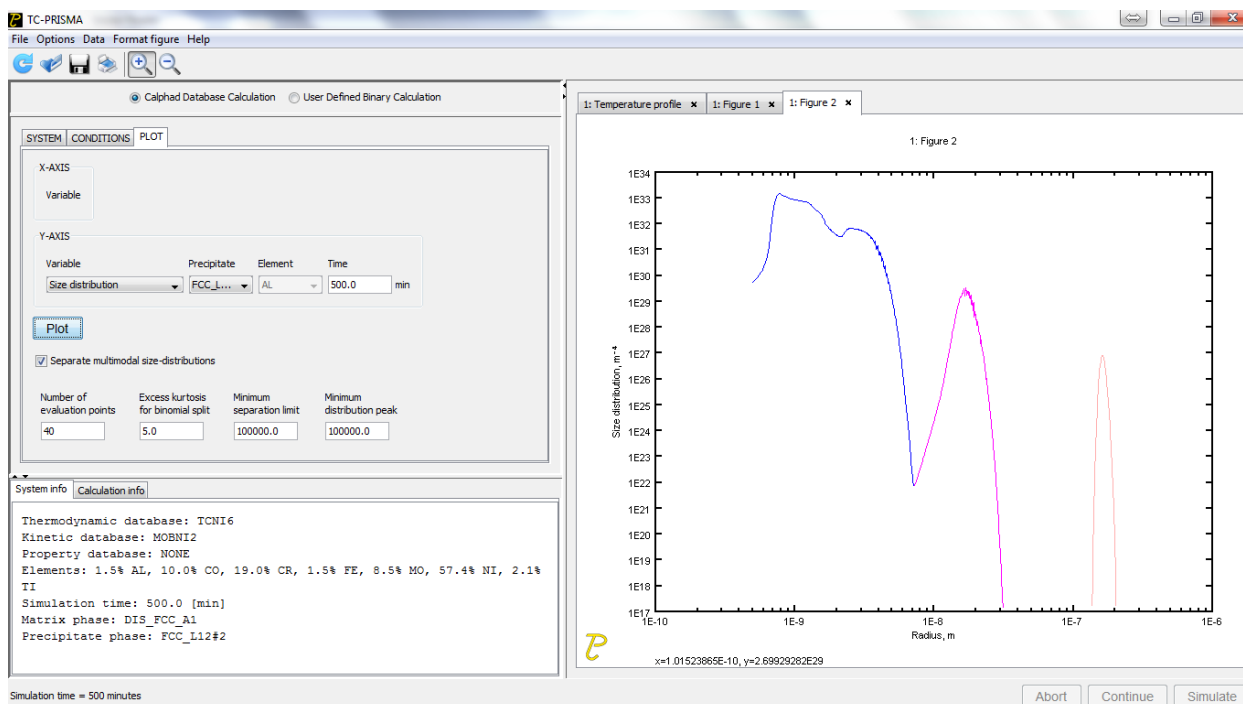 TC-PRISMA
File Options Data Format figure Help
Calphad Database Calculation User Defined Binary Calculation
SYSTEM CONDITIONS PLOT
X-AXIS
Variable
Y-AXIS
Variable Precipitate Element Time
Size distribution FCC_L... AL 500.0 min
Plot
Separate multimodal size-distributions
Number of evaluation points
Excess kurtosis for binomial split
Minimum separation limit
Minimum distribution peak
40 5.0 100000.0 100000.0
System info Calculation info
Thermodynamic database: TCNI6
Kinetic database: MOBNI2
Property database: NONE
Elements: 1.5% AL, 10.0% CO, 19.0% CR, 1.5% FE, 8.5% MO, 57.4% NI, 2.1%
TI
Simulation time: 500.0 [min]
Matrix phase: DIS_FCC_A1
Precipitate phase: FCC_L12#2
Simulation time = 500 minutes
1: Temperature profile 1: Figure 1 1: Figure 2
1: Figure 2
Size distribution, m⁻⁴
1E34
1E33
1E32
1E31
1E30
1E29
1E28
1E27
1E26
1E25
1E24
1E23
1E22
1E21
1E20
1E19
1E18
1E17
1E-10 1E-9 1E-8 1E-7 1E-6
Radius, m
x=1.01523865E-10, y=2.69929282E29
Abort Continue Simulate